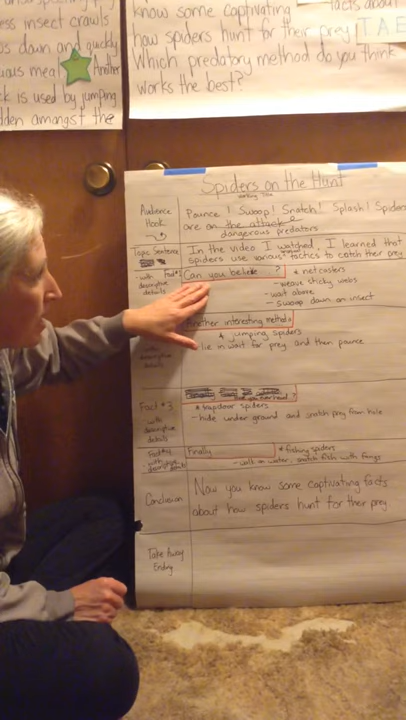 and
less insect crawls
down and quickly
meal
Another
is used by jumping
dden amongst the
facts about
know some captivating
how spiders hunt for their prey
T.A.E
Which predatory method do you think
works the best?
Spiders on the Hunt
Audience
Hook
Pounce! Swoop! Snatch! Splash! Spiders
are on the attack
dangerous predators
Topic Sentence
In the video I watched, I learned that
spiders use various tactics to catch their prey
Fact #1
- with
descriptive
details
Can you believe ?
* net casters
- weave sticky webs
- wait above
- swoop down on insect
Another interesting method
* jumping spiders
lie in wait for prey and then pounce
descriptive
details
Fact #3
- with
descriptive
details
?
* trapdoor spiders
- hide under ground and snatch prey from hole
Fact #4
- with descriptive
details
Finally
* fishing spiders
- walk on water, snatch fish with fangs
Conclusion
Now you know some captivating facts
about how spiders hunt for their prey
Take Away
Ending